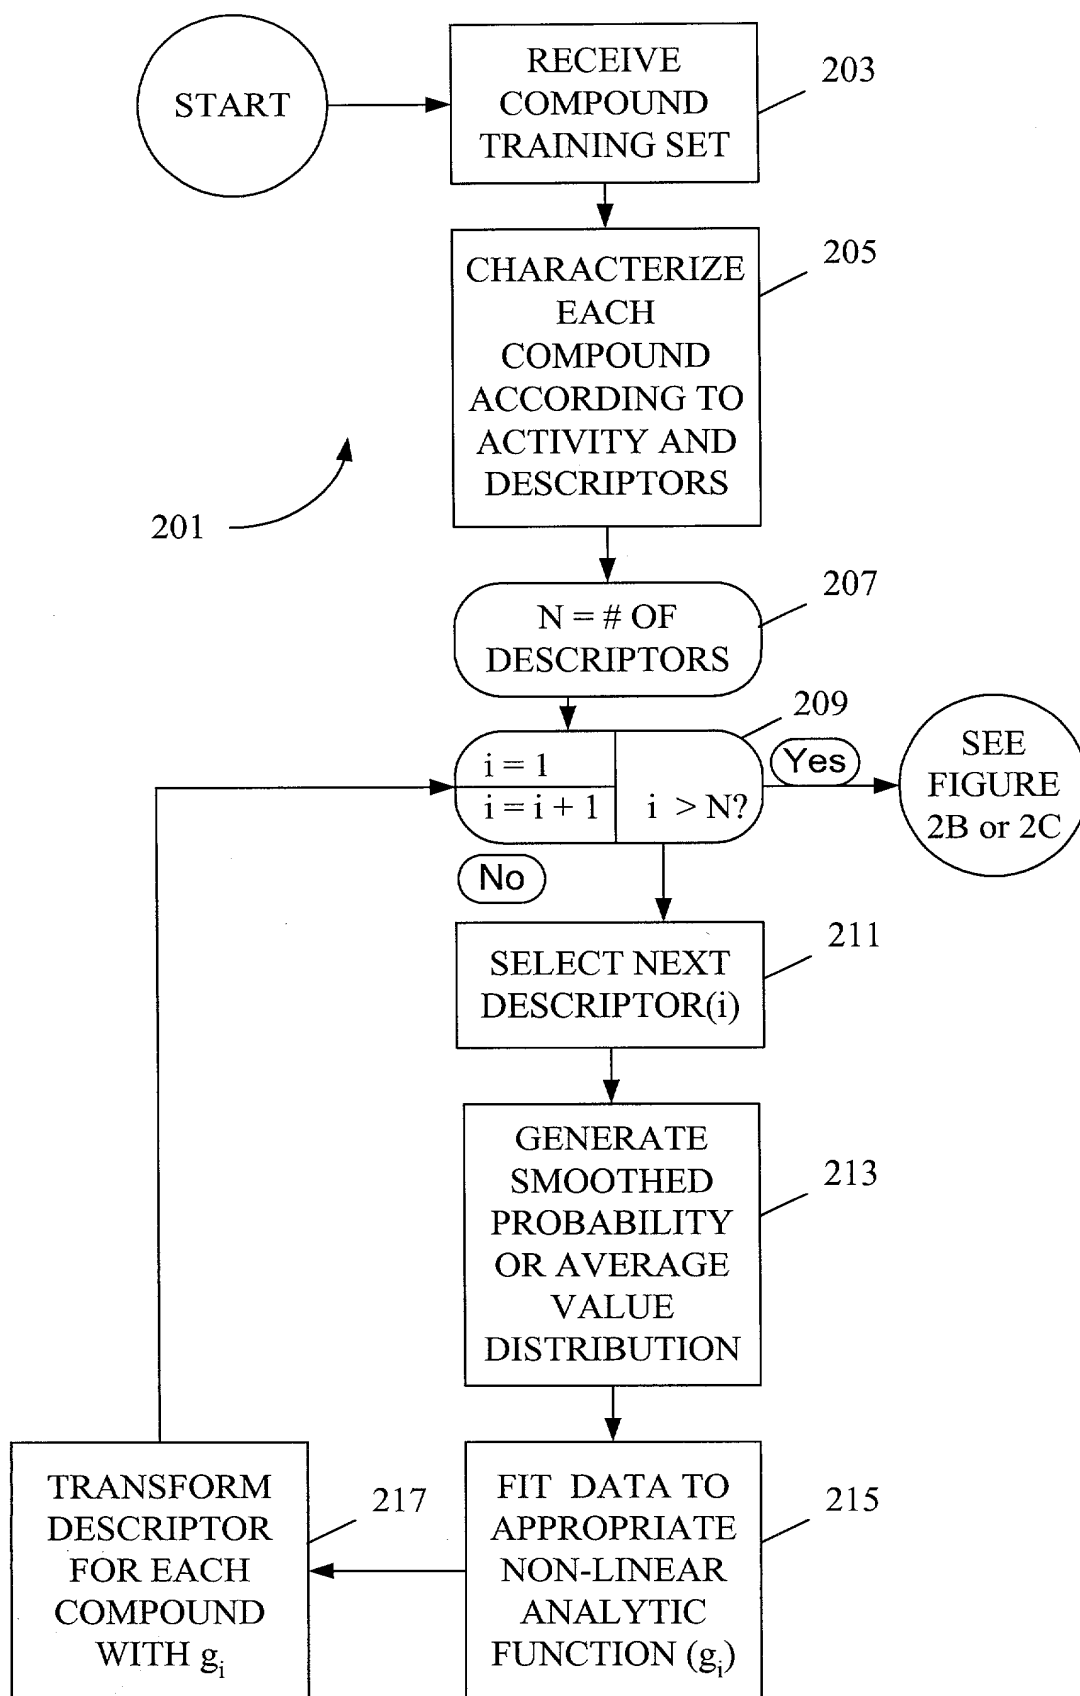 START
RECEIVE
COMPOUND
TRAINING SET
203
CHARACTERIZE
EACH
COMPOUND
ACCORDING TO
ACTIVITY AND
DESCRIPTORS
205
201
N = # OF
DESCRIPTORS
207
209
i = 1
i = i + 1
i > N?
Yes
SEE
FIGURE
2B or 2C
No
SELECT NEXT
DESCRIPTOR(i)
211
GENERATE
SMOOTHED
PROBABILITY
OR AVERAGE
VALUE
DISTRIBUTION
213
FIT DATA TO
APPROPRIATE
NON-LINEAR
ANALYTIC
FUNCTION (gᵢ)
215
TRANSFORM
DESCRIPTOR
FOR EACH
COMPOUND
WITH gᵢ
217